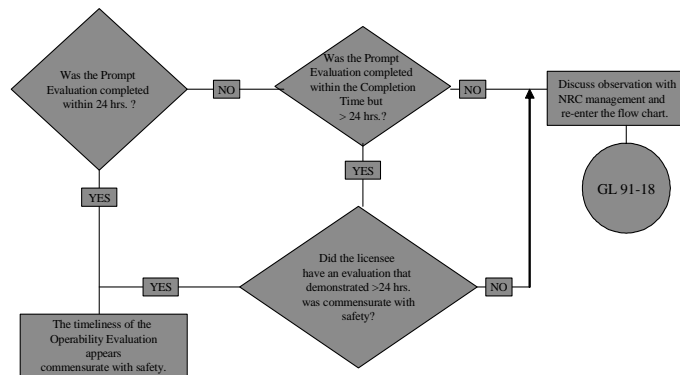 Was the Prompt
Evaluation completed
within 24 hrs. ?
NO
Was the Prompt
Evaluation completed
within the Completion
Time but
> 24 hrs.?
NO
Discuss observation with
NRC management and
re-enter the flow chart.
GL 91-18
YES
YES
YES
Did the licensee
have an evaluation that
demonstrated >24 hrs.
was commensurate with
safety?
NO
The timeliness of the
Operability Evaluation
appears
commensurate with safety.